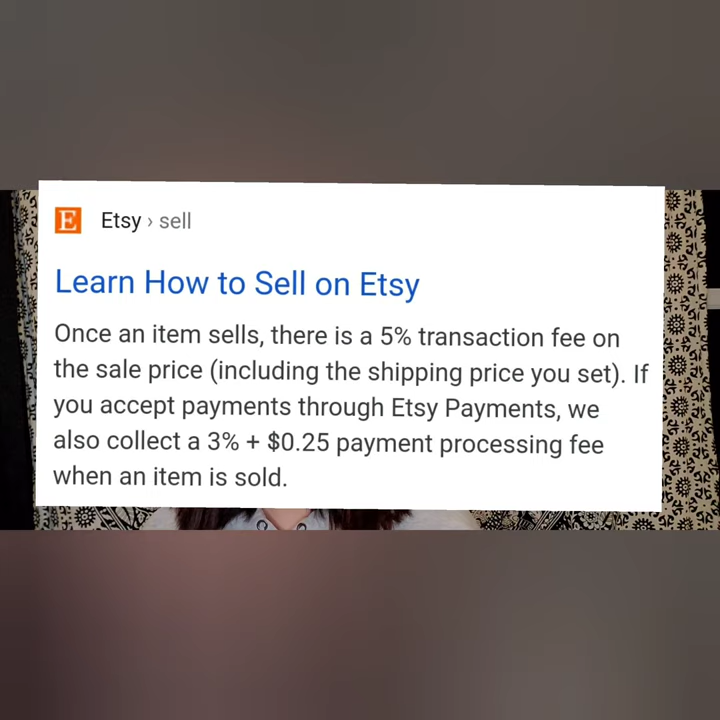 E
Etsy › sell
Learn How to Sell on Etsy
Once an item sells, there is a 5% transaction fee on
the sale price (including the shipping price you set). If
you accept payments through Etsy Payments, we
also collect a 3% + $0.25 payment processing fee
when an item is sold.